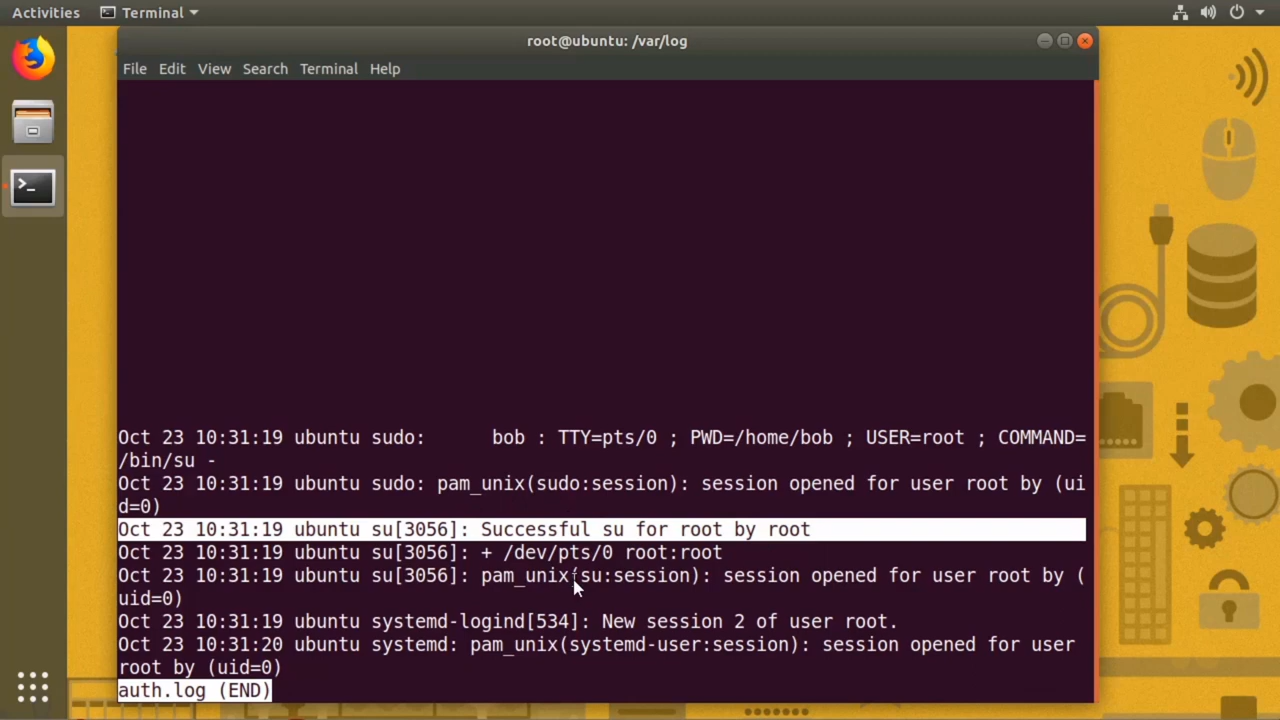 Activities Terminal
root@ubuntu: /var/log
File Edit View Search Terminal Help
Oct 23 10:31:19 ubuntu sudo:      bob : TTY=pts/0 ; PWD=/home/bob ; USER=root ; COMMAND=
/bin/su -
Oct 23 10:31:19 ubuntu sudo: pam_unix(sudo:session): session opened for user root by (ui
d=0)
Oct 23 10:31:19 ubuntu su[3056]: Successful su for root by root
Oct 23 10:31:19 ubuntu su[3056]: + /dev/pts/0 root:root
Oct 23 10:31:19 ubuntu su[3056]: pam_unix(su:session): session opened for user root by (
uid=0)
Oct 23 10:31:19 ubuntu systemd-logind[534]: New session 2 of user root.
Oct 23 10:31:20 ubuntu systemd: pam_unix(systemd-user:session): session opened for user
root by (uid=0)
auth.log (END)